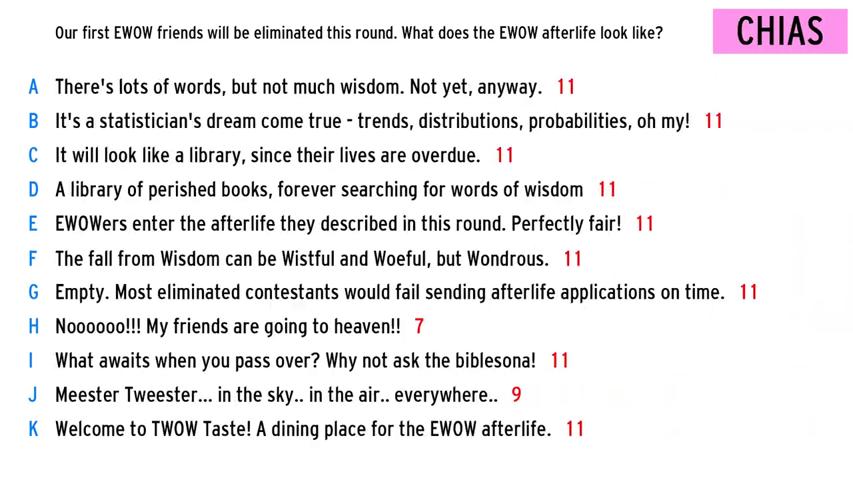 Our first EWOW friends will be eliminated this round. What does the EWOW afterlife look like?
CHIAS
A There's lots of words, but not much wisdom. Not yet, anyway. 11
B It's a statistician's dream come true - trends, distributions, probabilities, oh my! 11
C It will look like a library, since their lives are overdue. 11
D A library of perished books, forever searching for words of wisdom 11
E EWOWers enter the afterlife they described in this round. Perfectly fair! 11
F The fall from Wisdom can be Wistful and Woeful, but Wondrous. 11
G Empty. Most eliminated contestants would fail sending afterlife applications on time. 11
H Noooooo!!! My friends are going to heaven!! 7
I What awaits when you pass over? Why not ask the biblesona! 11
J Meester Tweester... in the sky.. in the air.. everywhere.. 9
K Welcome to TWOW Taste! A dining place for the EWOW afterlife. 11